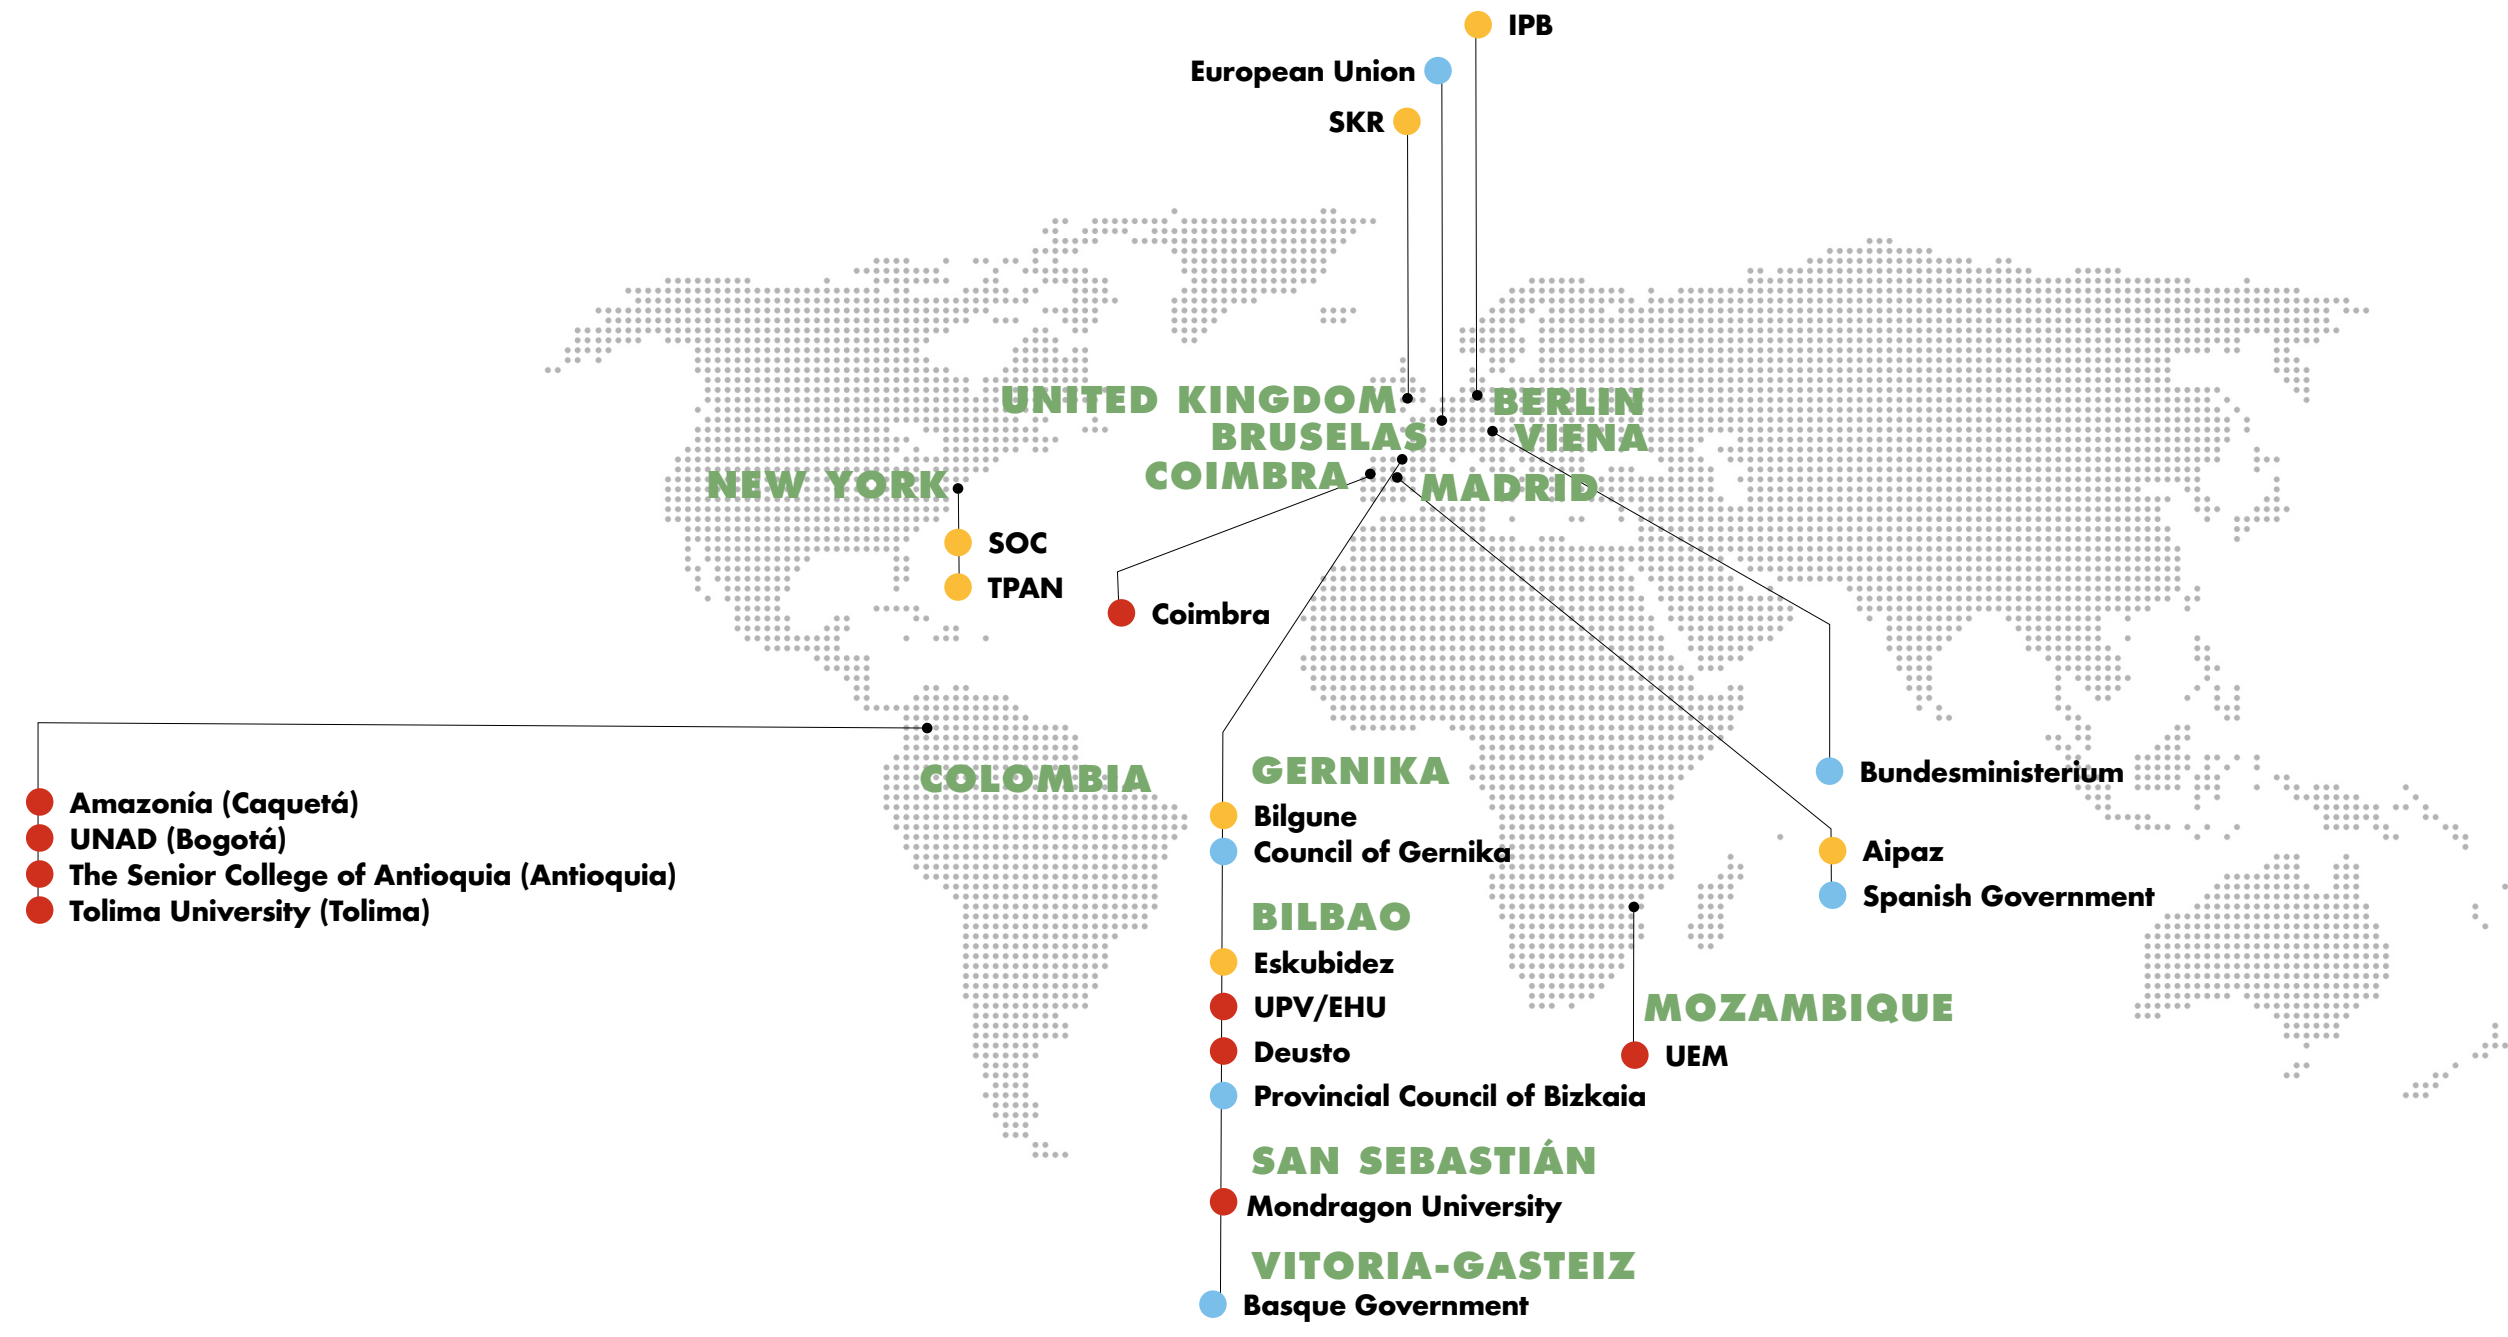 IPB
European Union
SKR
UNITED KINGDOM
BERLIN
BRUSELAS
VIENA
COIMBRA
MADRID
NEW YORK
SOC
TPAN
Coimbra
COLOMBIA
Amazonía (Caquetá)
UNAD (Bogotá)
The Senior College of Antioquia (Antioquia)
Tolima University (Tolima)
GERNIKA
Bilgune
Council of Gernika
BILBAO
Eskubidez
UPV/EHU
Deusto
Provincial Council of Bizkaia
SAN SEBASTIÁN
Mondragon University
VITORIA-GASTEIZ
Basque Government
Bundesministerium
Aipaz
Spanish Government
MOZAMBIQUE
UEM